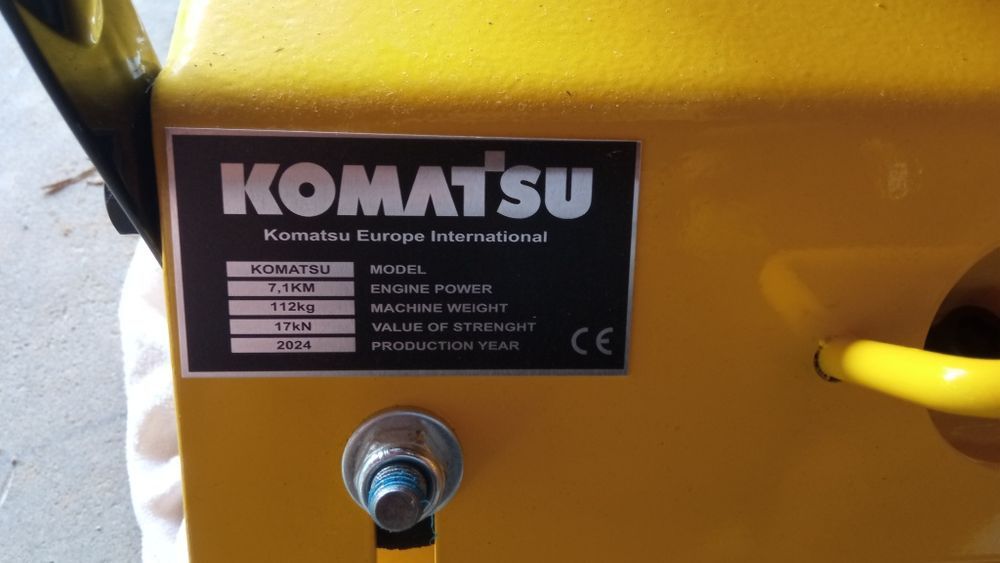 KOMATSU
Komatsu Europe International
KOMATSU MODEL
7,1KM ENGINE POWER
112kg MACHINE WEIGHT
17kN VALUE OF STRENGHT
2024 PRODUCTION YEAR
CE